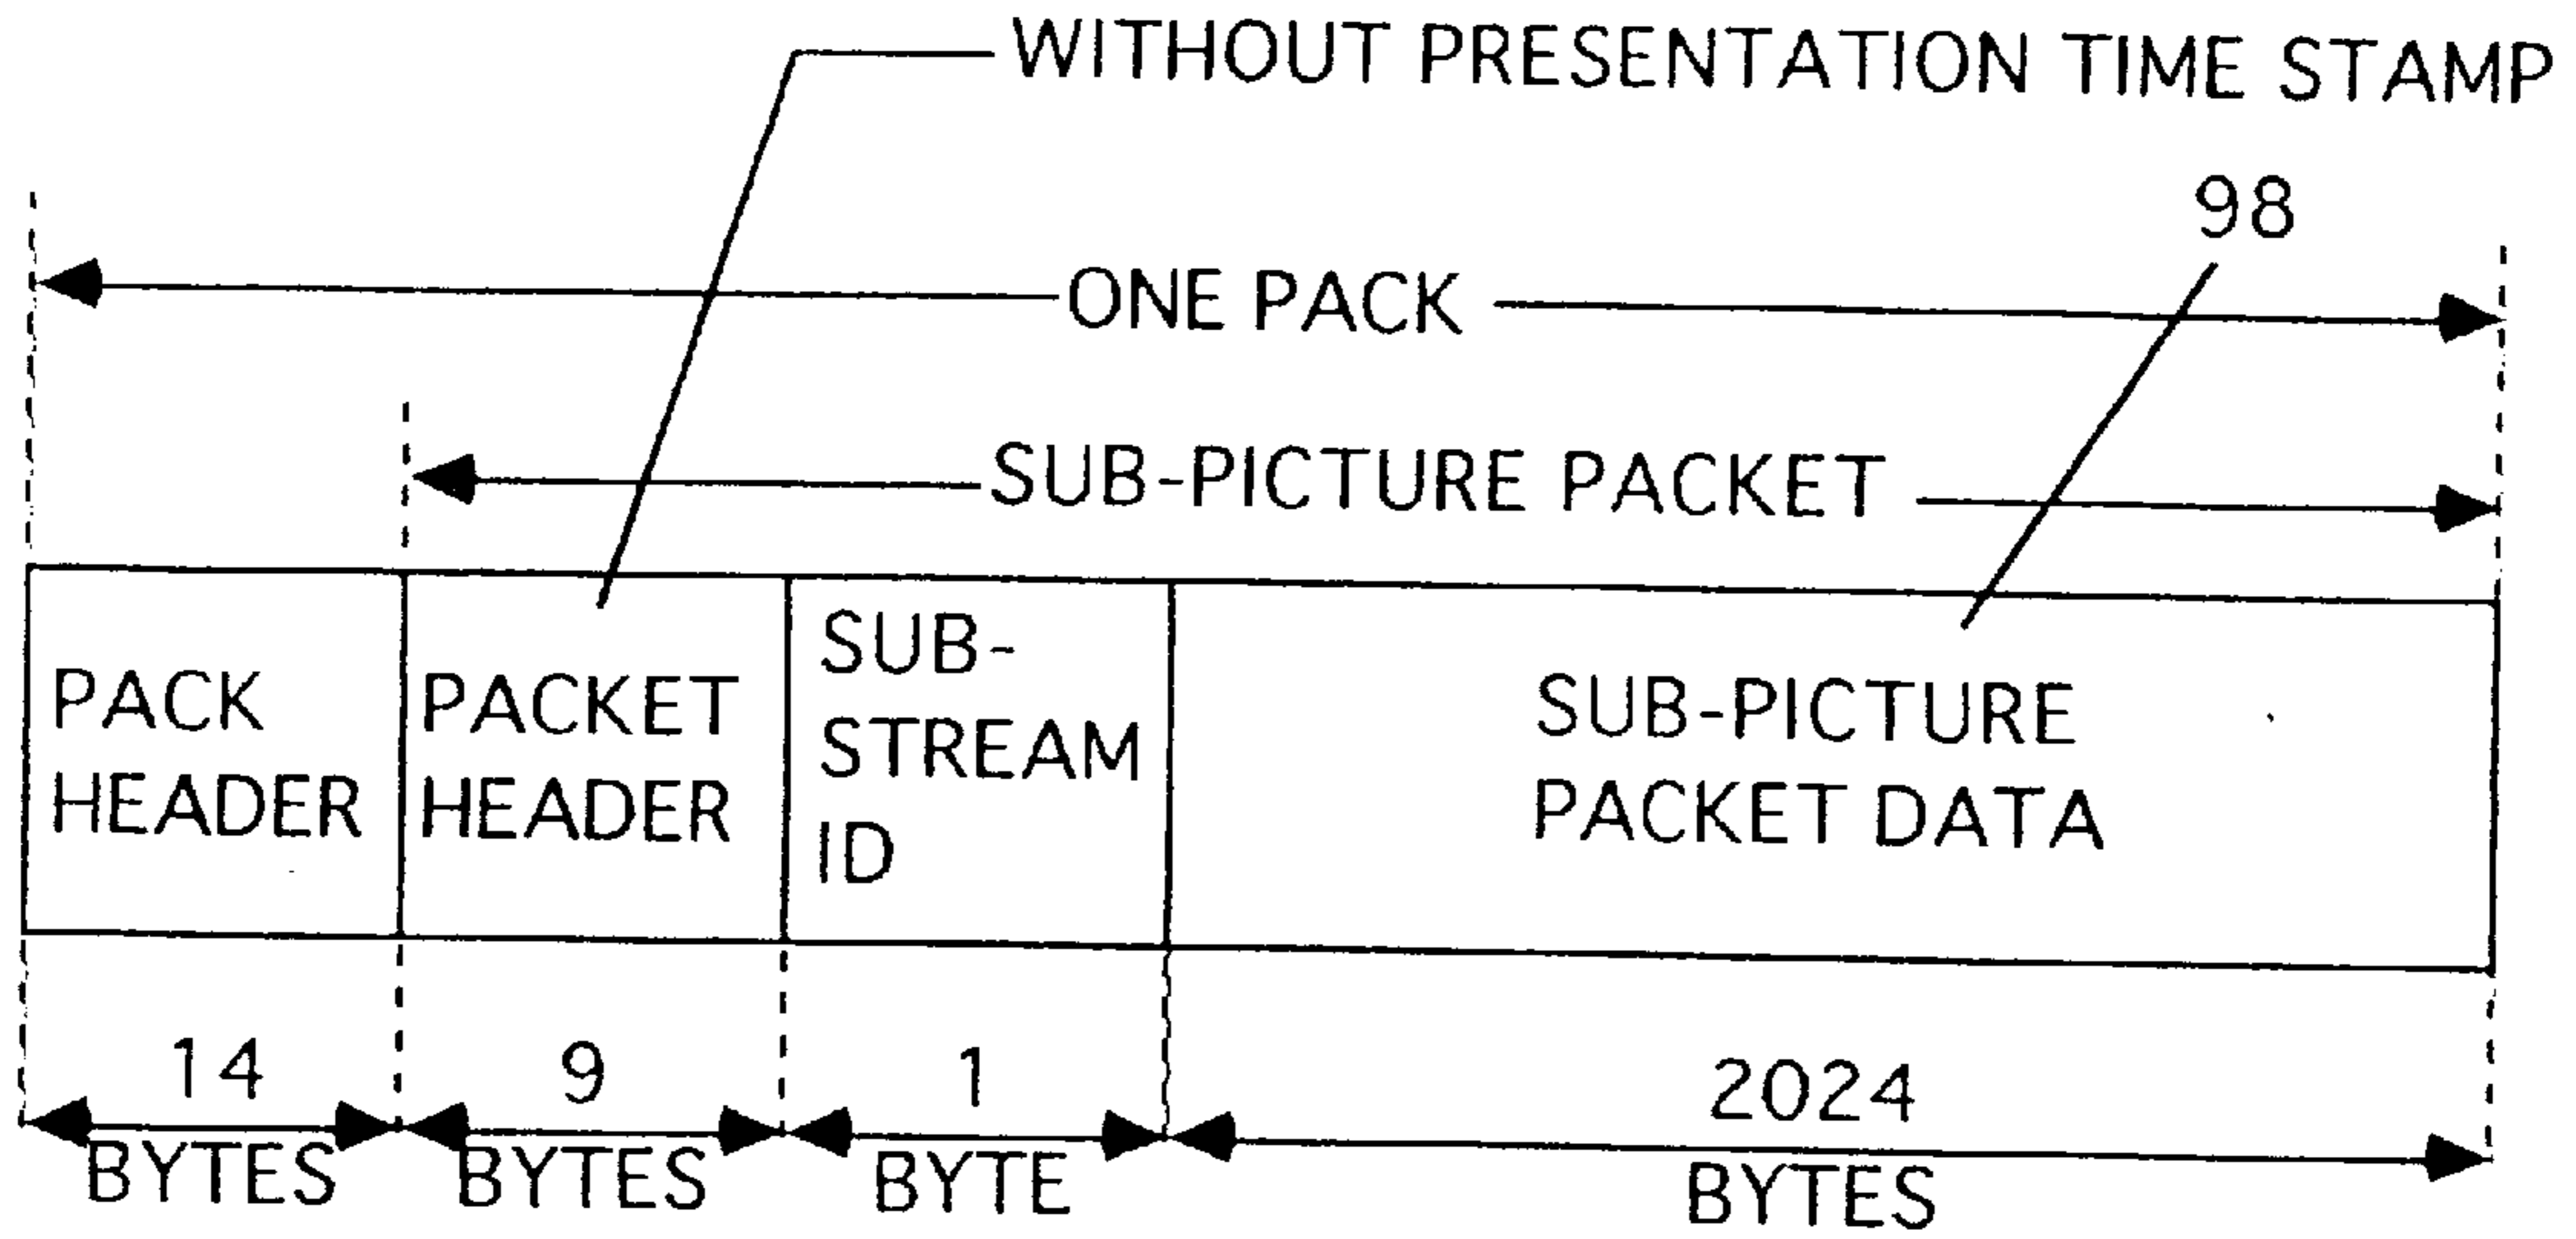 WITHOUT PRESENTATION TIME STAMP
98
ONE PACK
SUB-PICTURE PACKET
PACK
HEADER
PACKET
HEADER
SUB-
STREAM
ID
SUB-PICTURE
PACKET DATA
14
BYTES
9
BYTES
1
BYTE
2024
BYTES